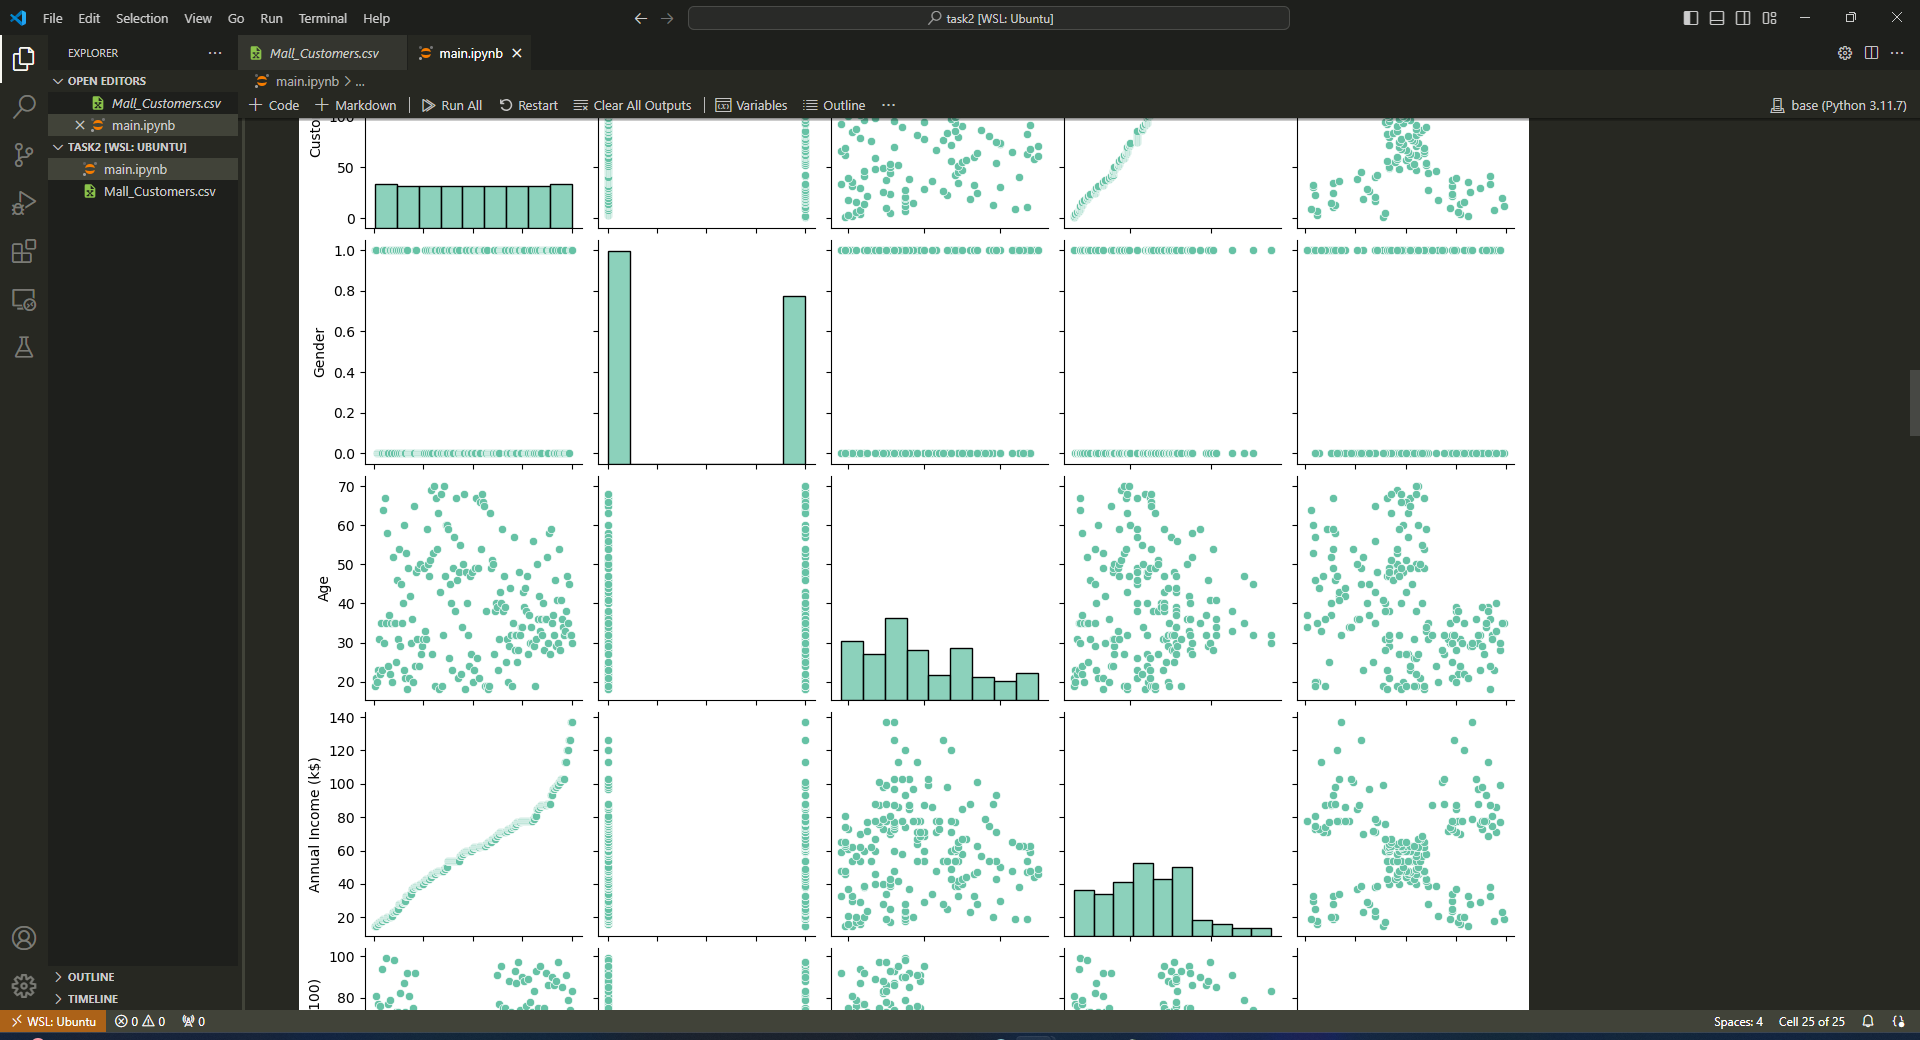 File Edit Selection View Go Run Terminal Help
task2 [WSL: Ubuntu]
EXPLORER
Mall_Customers.csv
main.ipynb
OPEN EDITORS
Mall_Customers.csv
main.ipynb
TASK2 [WSL: UBUNTU]
main.ipynb
Mall_Customers.csv
OUTLINE
TIMELINE
main.ipynb > ...
Code
Markdown
Run All
Restart
Clear All Outputs
Variables
Outline
base (Python 3.11.7)
Custo
100
50
0
Gender
1.0
0.8
0.6
0.4
0.2
0.0
Age
70
60
50
40
30
20
Annual Income (k$)
140
120
100
80
60
40
20
100)
100
80
WSL: Ubuntu
0
0
0
Spaces: 4
Cell 25 of 25